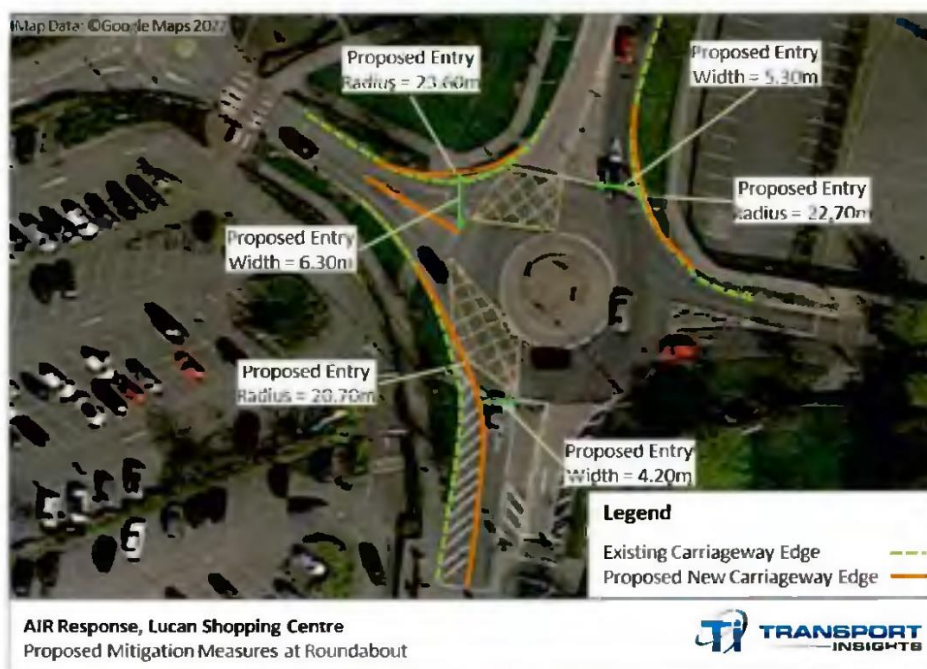 Map Data: ©Google Maps 2022
Proposed Entry
Radius = 23.60m
Proposed Entry
Width = 5.30m
Proposed Entry
Radius = 22.70m
Proposed Entry
Width = 6.30m
Proposed Entry
Radius = 20.70m
Proposed Entry
Width = 4.20m
Legend
Existing Carriageway Edge
Proposed New Carriageway Edge
AIR Response, Lucan Shopping Centre
Proposed Mitigation Measures at Roundabout
Ti TRANSPORT
INSIGHTS